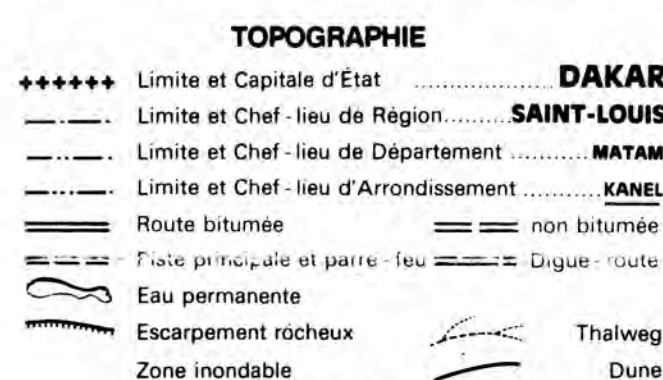 TOPOGRAPHIE
Limite et Capitale d'État .................... DAKAR
Limite et Chef-lieu de Région.......... SAINT-LOUIS
Limite et Chef-lieu de Département ............ MATAM
Limite et Chef-lieu d'Arrondissement ........... KANEL
Route bitumée non bitumée
Piste principale et parre-feu Digue-route
Eau permanente
Escarpement rocheux Thalweg
Zone inondable Dune